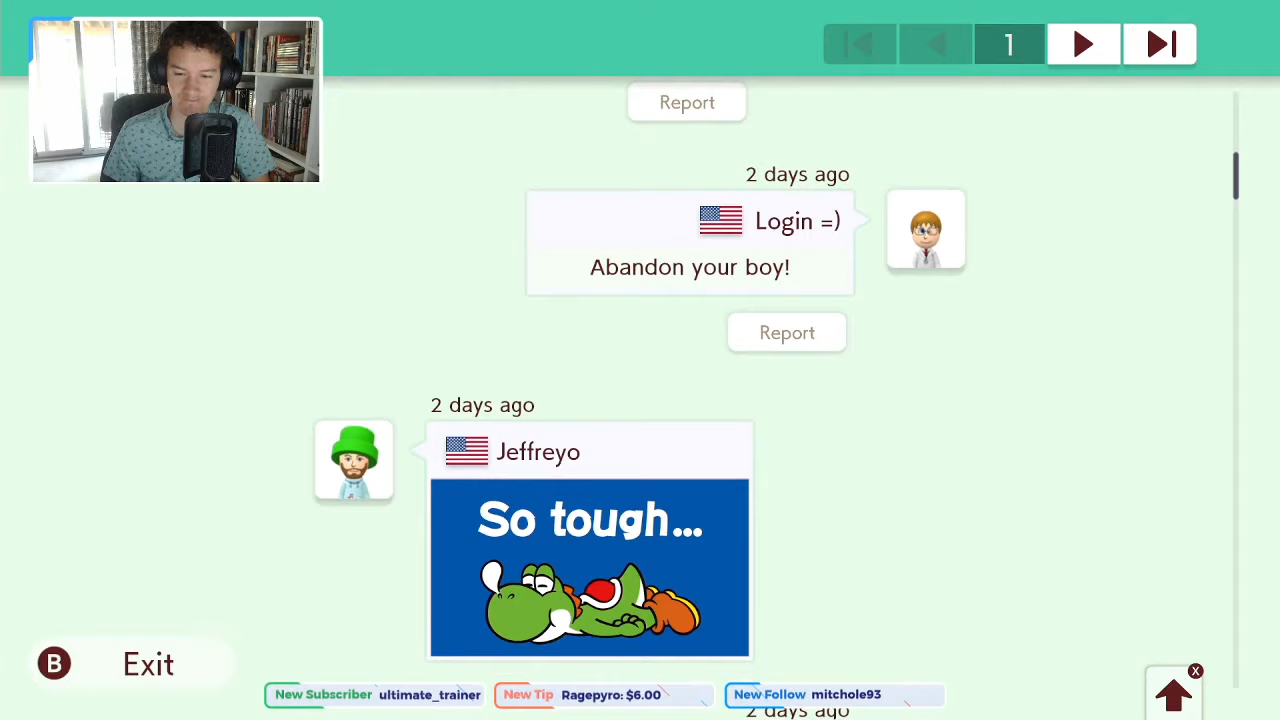 1
Report
2 days ago
Login =)
Abandon your boy!
Report
2 days ago
Jeffreyo
So tough...
B Exit
X
New Subscriber ultimate_trainer
New Tip Ragepyro: $6.00
New Follow mitchole93
2 days ago